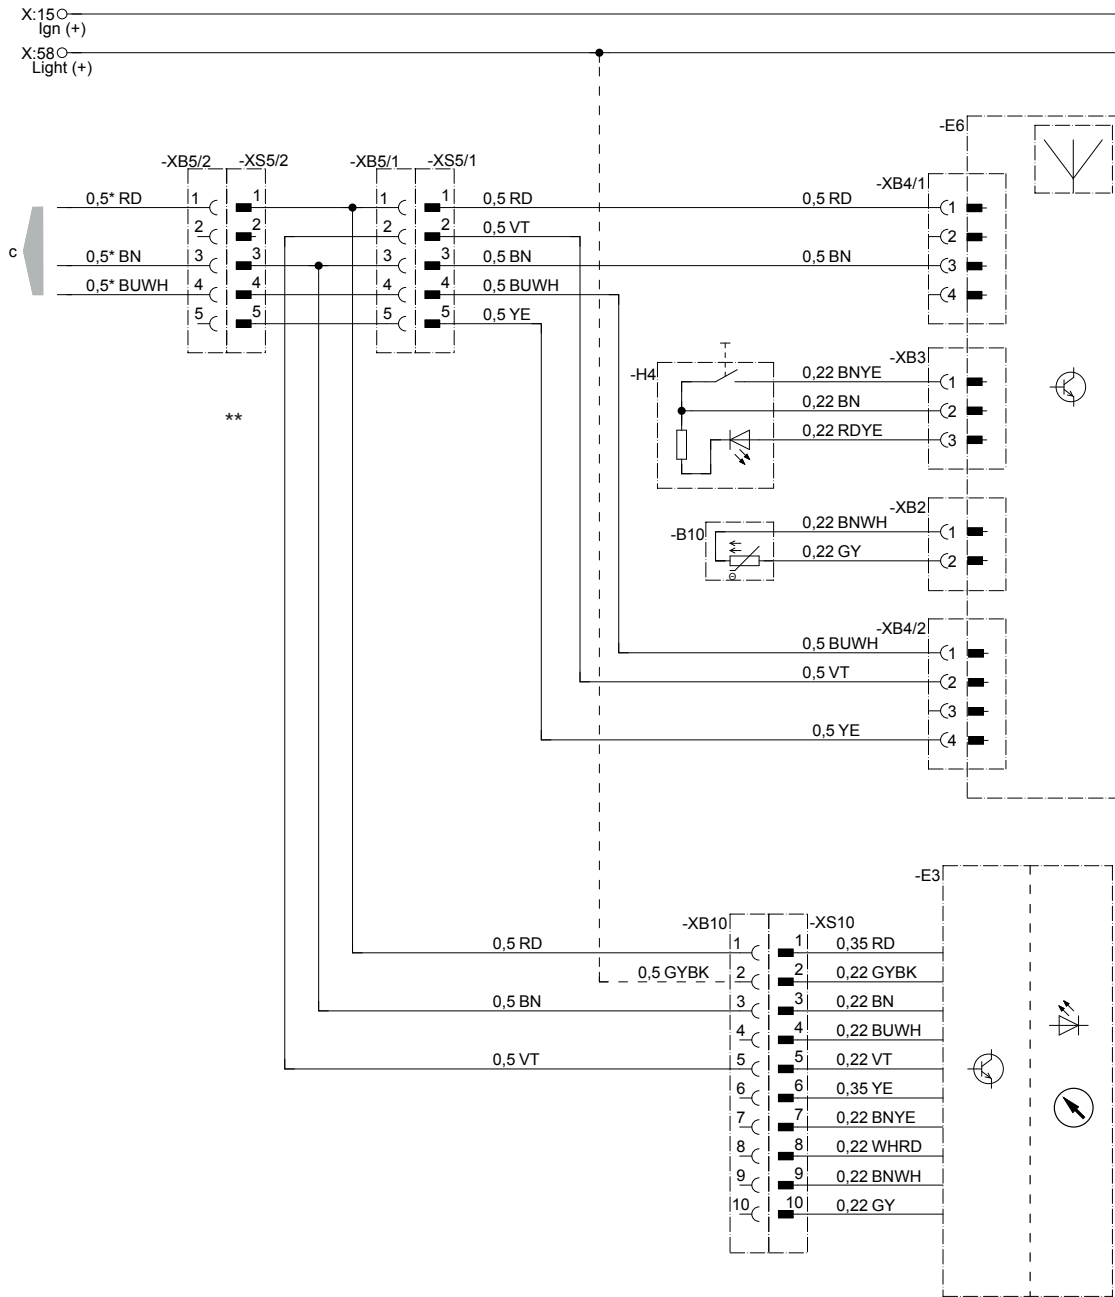 X:15
Ign (+)
X:58
Light (+)
-E6
-XB5/2 -XS5/2 -XB5/1 -XS5/1
-XB4/1
c
0,5* RD 1 1 1 1 0,5 RD 0,5 RD 1
2 2 2 2 0,5 VT 2
0,5* BN 3 3 3 3 0,5 BN 0,5 BN 3
0,5* BUWH 4 4 4 4 0,5 BUWH 4
5 5 5 5 0,5 YE
**
-H4 -XB3
0,22 BNYE 1
0,22 BN 2
0,22 RDYE 3
-B10 -XB2
0,22 BNWH 1
0,22 GY 2
Θ
-XB4/2
0,5 BUWH 1
0,5 VT 2
3
0,5 YE 4
-E3
-XB10 -XS10
0,5 RD 1 1 0,35 RD
0,5 GYBK 2 2 0,22 GYBK
0,5 BN 3 3 0,22 BN
4 4 0,22 BUWH
0,5 VT 5 5 0,22 VT
6 6 0,35 YE
7 7 0,22 BNYE
8 8 0,22 WHRD
9 9 0,22 BNWH
10 10 0,22 GY